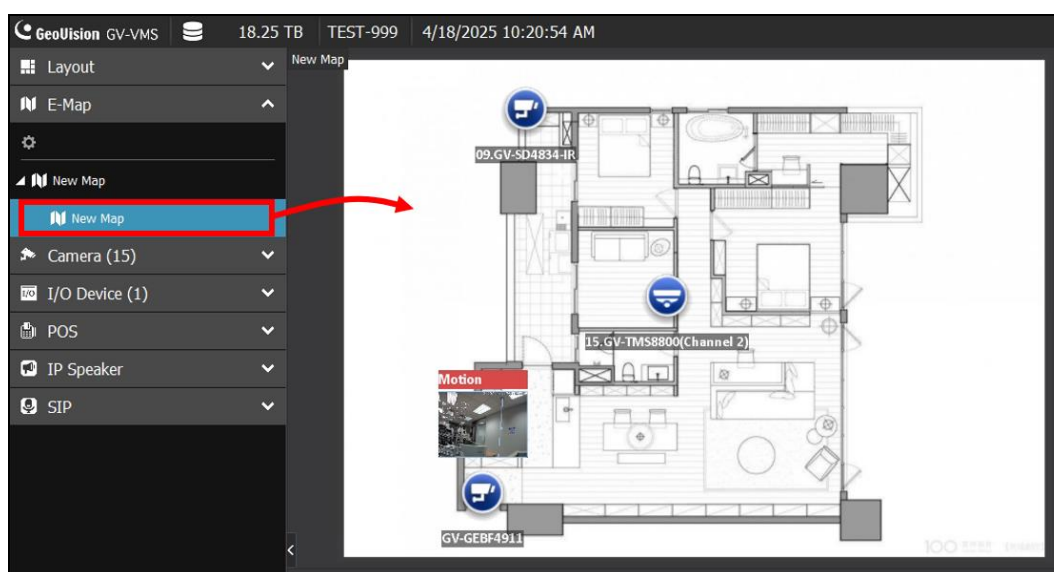 GeoVision GV-VMS 18.25 TB TEST-999 4/18/2025 10:20:54 AM
Layout
E-Map
New Map
New Map
Camera (15)
I/O
I/O Device (1)
POS
IP Speaker
SIP
New Map
09.GV-SD4834-IR
15.GV-TMS8800(Channel 2)
Motion
GV-GEBF4911
100